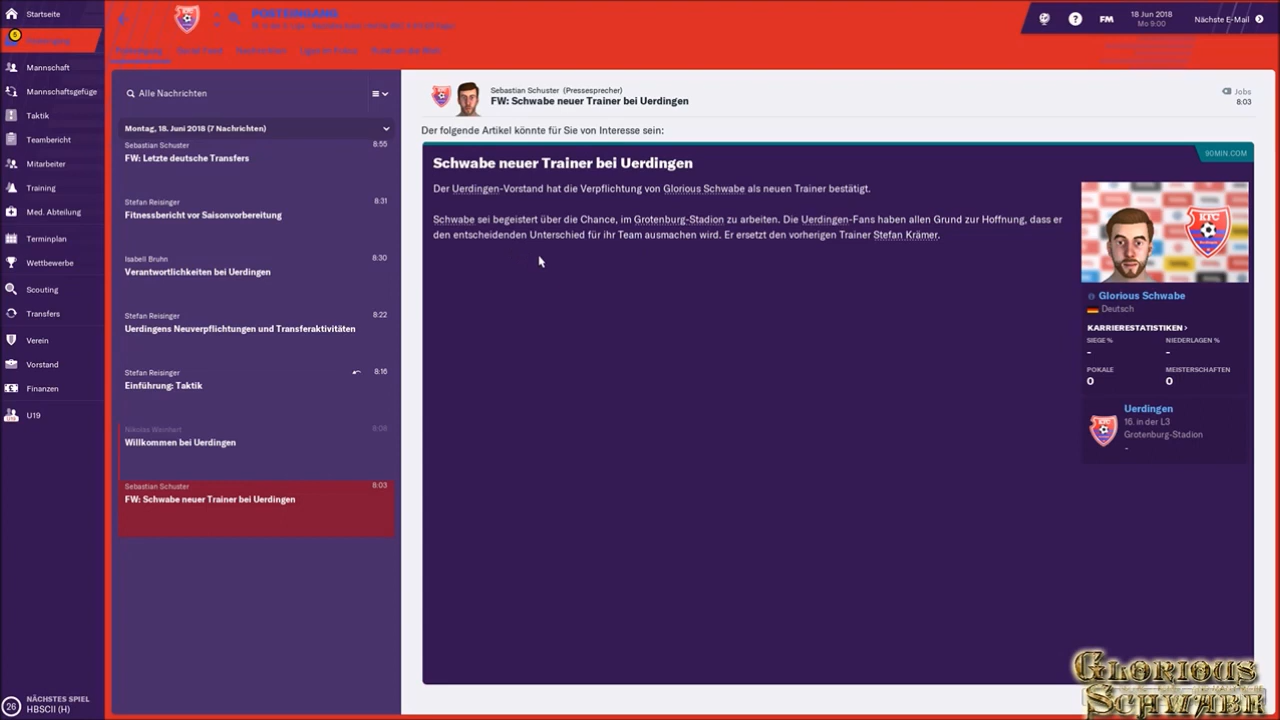 Startseite
5
Mannschaft
Mannschaftsgefüge
Taktik
Teambericht
Mitarbeiter
Training
Med. Abteilung
Terminplan
Wettbewerbe
Scouting
Transfers
Verein
Vorstand
Finanzen
U19
26
NÄCHSTES SPIEL
HBSCII (H)
PORTEINGANG
FM
18 Jun 2018
Mo 9:00
Nächste E-Mail
Alle Nachrichten
Montag, 18. Juni 2018 (7 Nachrichten)
Sebastian Schuster 8:55
FW: Letzte deutsche Transfers
Stefan Reisinger 8:31
Fitnessbericht vor Saisonvorbereitung
Isabell Bruhn 8:30
Verantwortlichkeiten bei Uerdingen
Stefan Reisinger 8:22
Uerdingens Neuverpflichtungen und Transferaktivitäten
Stefan Reisinger 8:16
Einführung: Taktik
Nikolas Weinhart 8:06
Willkommen bei Uerdingen
Sebastian Schuster 8:03
FW: Schwabe neuer Trainer bei Uerdingen
Sebastian Schuster (Pressesprecher)
FW: Schwabe neuer Trainer bei Uerdingen
Jobs
8:03
Der folgende Artikel könnte für Sie von Interesse sein:
90MIN.COM
Schwabe neuer Trainer bei Uerdingen
Der Uerdingen-Vorstand hat die Verpflichtung von Glorious Schwabe als neuen Trainer bestätigt.
Schwabe sei begeistert über die Chance, im Grotenburg-Stadion zu arbeiten. Die Uerdingen-Fans haben allen Grund zur Hoffnung, dass er
den entscheidenden Unterschied für ihr Team ausmachen wird. Er ersetzt den vorherigen Trainer Stefan Krämer.
KFC
Glorious Schwabe
Deutsch
KARRIERESTATISTIKEN >
SIEGE % NIEDERLAGEN %
- -
POKALE MEISTERSCHAFTEN
0 0
Uerdingen
16. in der L3
Grotenburg-Stadion
-
Glorious
Schwabe